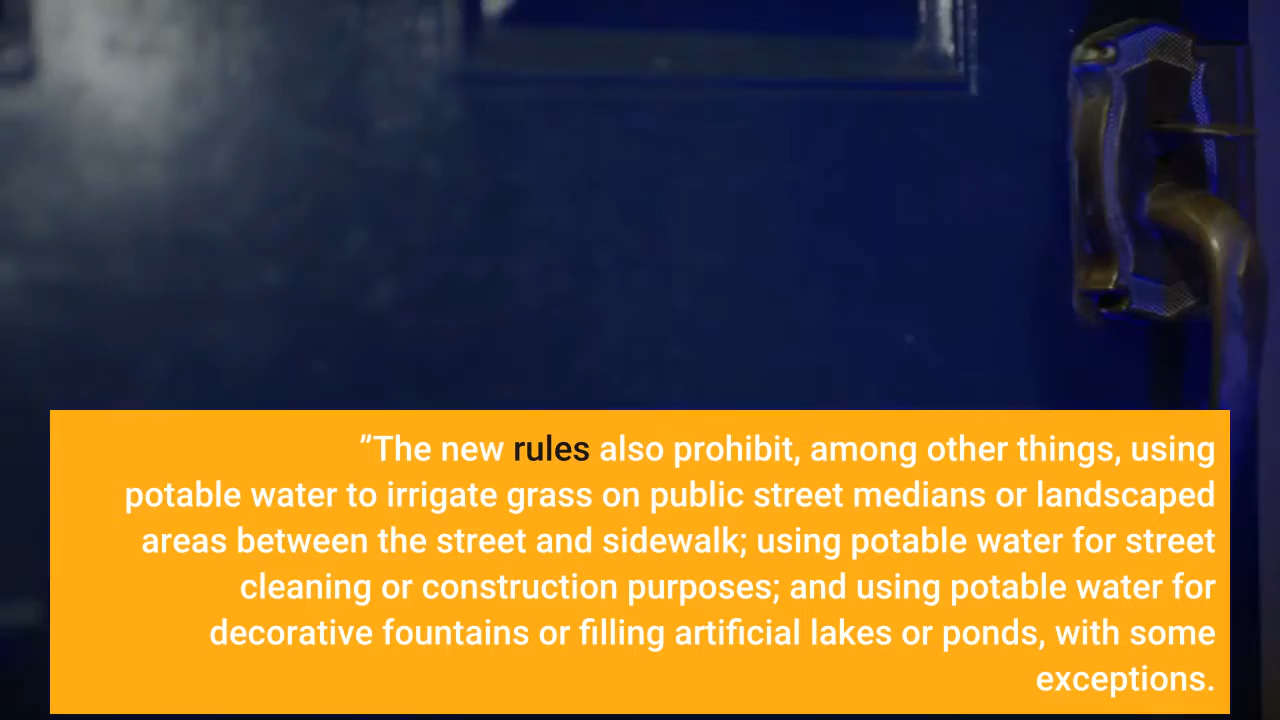 "The new rules also prohibit, among other things, using
potable water to irrigate grass on public street medians or landscaped
areas between the street and sidewalk; using potable water for street
cleaning or construction purposes; and using potable water for
decorative fountains or filling artificial lakes or ponds, with some
exceptions.